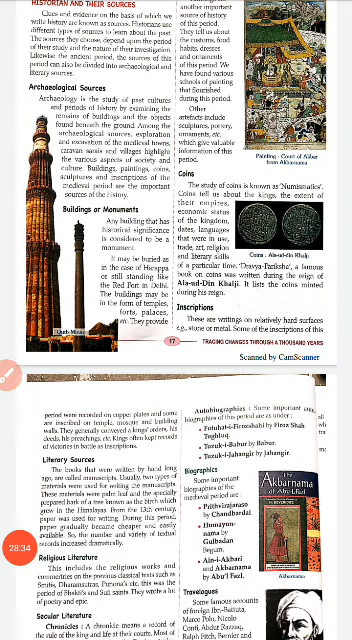 HISTORIAN AND THEIR SOURCES
Clues and evidence on the basis of which we
write history are known as sources. Historians use
different types of sources to learn about the past.
The sources they choose, depend upon the period
of their study and the nature of their investigation.
Likewise the ancient period, the sources of this
period can also be divided into archaeological and
literary sources.
Archaeological Sources
Archaeology is the study of past cultures
and periods of history by examining the
remains of buildings and the objects
found beneath the ground. Among the
archaeological sources, exploration
and excavation of the medieval towns,
caravan sarais and villages highlight
the various aspects of society and
culture. Buildings, paintings, coins,
sculptures and inscriptions of the
medieval period are the important
sources of the history.
Buildings or Monuments
Any building that has
historical significance
is considered to be a
monument.
It may be buried as
in the case of Harappa
or still standing like
the Red Fort in Delhi.
The buildings may be
in the form of temples,
forts, palaces,
etc. They provide
Qutb Minar
another important
source of history
of this period.
They tell us about
the customs, food
habits, dresses
and ornaments
of this period. We
have found various
schools of painting
that flourished
during this period.
Other
artefacts include
sculptures, pottery,
ornaments, etc.
which give valuable
information of this
period.
Painting - Court of Akbar
from Akbarnama
Coins
The study of coins is known as 'Numismatics'.
Coins tell us about the kings, the extent of
their empires,
economic status
of the kingdom,
dates, languages
that were in use,
trade, art, religion
and literary skills
of a particular time. 'Dravya-Pariksha', a famous
book on coins was written during the reign of
Ala-ud-Din Khalji. It lists the coins minted
during his reign.
Coins : Ala-ud-din Khalji
Inscriptions
These are writings on relatively hard surfaces
e.g., stone or metal. Some of the inscriptions of this
17
TRACING CHANGES THROUGH A THOUSAND YEARS
Scanned by CamScanner
period were recorded on copper plates and some
are inscribed on temple, mosque and building
walls. They generally conveyed a kings' orders, his
deeds, his preachings, etc. Kings often kept records
of victories in battle as inscriptions.
Literary Sources
The books that were written by hand long
ago, are called manuscripts. Usually, two types of
materials were used for writing the manuscripts.
These materials were palm leaf and the specially
prepared bark of a tree known as the birch which
grew in the Himalayas. From the 13th century,
paper was used for writing. During this period,
paper gradually became cheaper and easily
available. So, the number and variety of textual
records increased dramatically.
28:34
Religious Literature
This includes the religious works and
commentries on the previous classical texts such as
Smritis, Dharmasutras, Purana's etc. this was the
period of Bhakti's and Sufi saints. They wrote a lot
of poetry and epic.
Secular Literature
Chronicles : A chronicle means a record of
the rule of the king and life at their courts. Most of
Autobiographies : Some important auto
biographies of this period are as under :
• Futuhat-i-Firozshahi by Firoz Shah
Tughluq.
• Tuzuk-i-Babur by Babur.
• Tuzuk-i-Jahangir by Jahangir.
Biographies
Some important
biographies of the
medieval period are :
• Prithvirajraso
by Chandbardai.
• Humayun-
nama by
Gulbadan
Begum.
• Ain-i-Akbari
and Akbarnama
by Abu'l Fazl.
The
Akbarnama
of Abu-l-Fazl
H. BEVERIDGE
Akbarnama
Travelogues
Some famous accounts
of foreign Ibn-Battuta,
Marco Polo, Nicolo
Conti, Abdur Razzaq,
Ralph Fitch, Bernier and